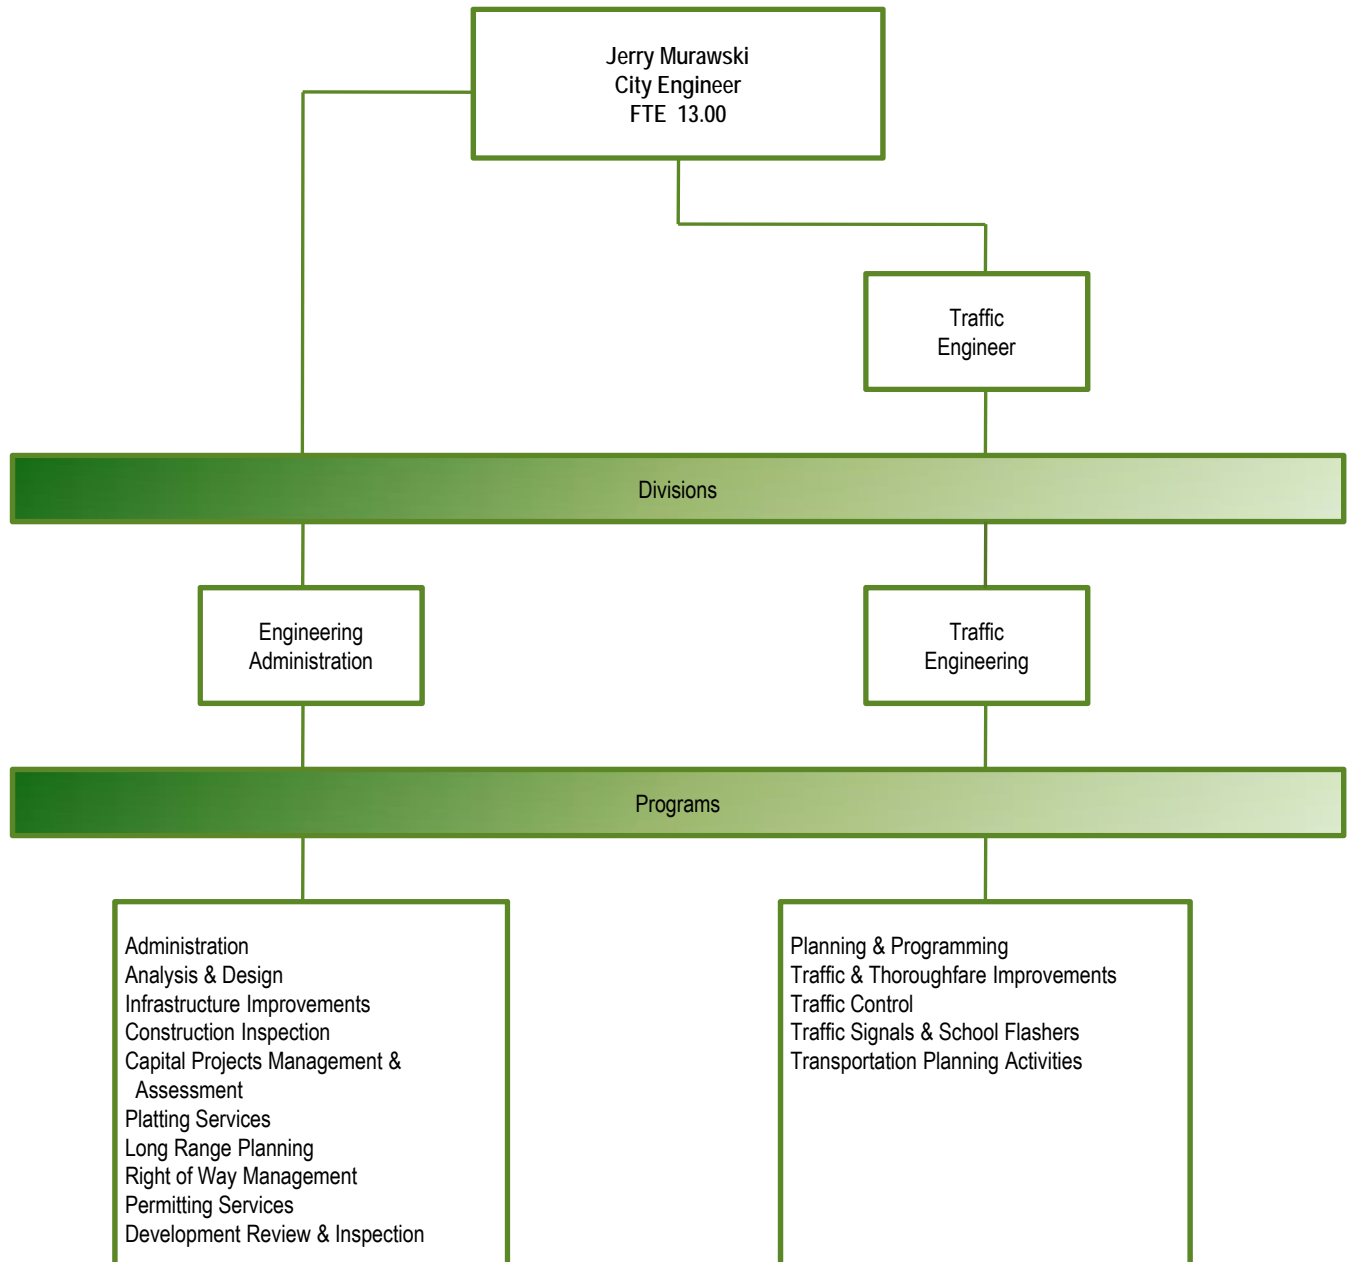 Jerry Murawski
City Engineer
FTE 13.00
Traffic
Engineer
Divisions
Engineering
Administration
Traffic
Engineering
Programs
Administration
Analysis & Design
Infrastructure Improvements
Construction Inspection
Capital Projects Management &
Assessment
Platting Services
Long Range Planning
Right of Way Management
Permitting Services
Development Review & Inspection
Planning & Programming
Traffic & Thoroughfare Improvements
Traffic Control
Traffic Signals & School Flashers
Transportation Planning Activities